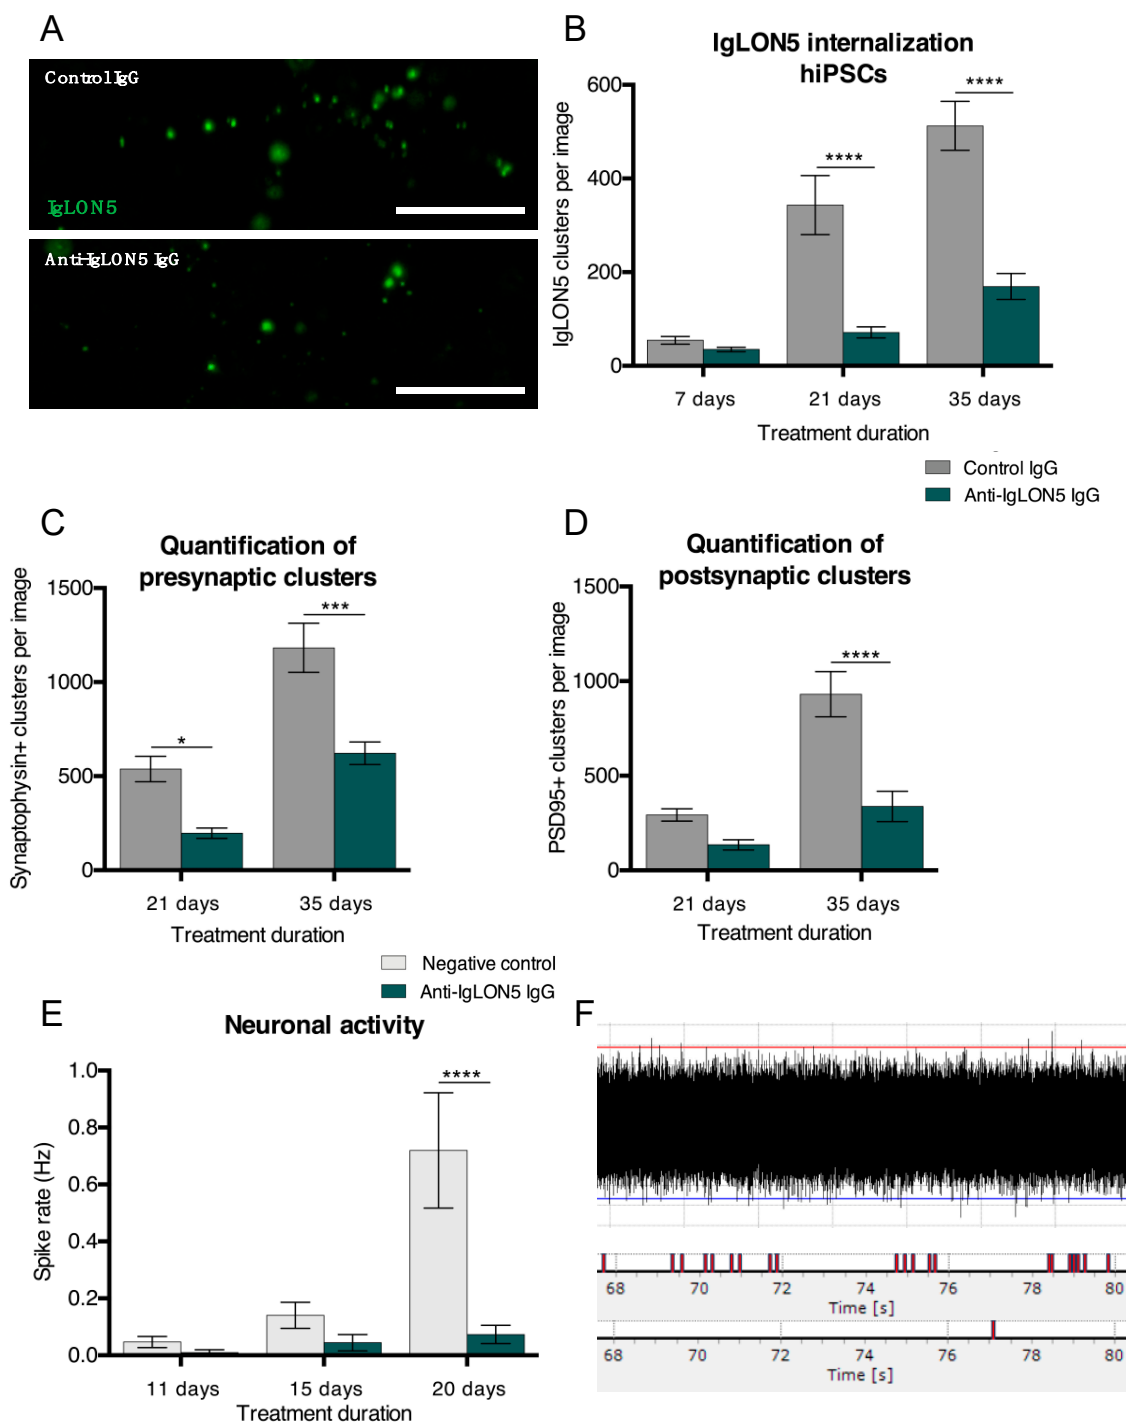 A
Control IgG
IgLON5
Anti-IgLON5 IgG
B
IgLON5 internalization
hiPSCs
IgLON5 clusters per image
600
400
200
0
****
****
7 days
21 days
35 days
Treatment duration
Control IgG
Anti-IgLON5 IgG
C
Quantification of
presynaptic clusters
Synaptophysin+ clusters per image
1500
1000
500
0
*
***
21 days
35 days
Treatment duration
D
Quantification of
postsynaptic clusters
PSD95+ clusters per image
1500
1000
500
0
****
21 days
35 days
Treatment duration
Negative control
Anti-IgLON5 IgG
E
Neuronal activity
Spike rate (Hz)
1.0
0.8
0.6
0.4
0.2
0.0
****
11 days
15 days
20 days
Treatment duration
F
68 70 72 74 76 78 80
Time [s]
68 70 72 74 76 78 80
Time [s]